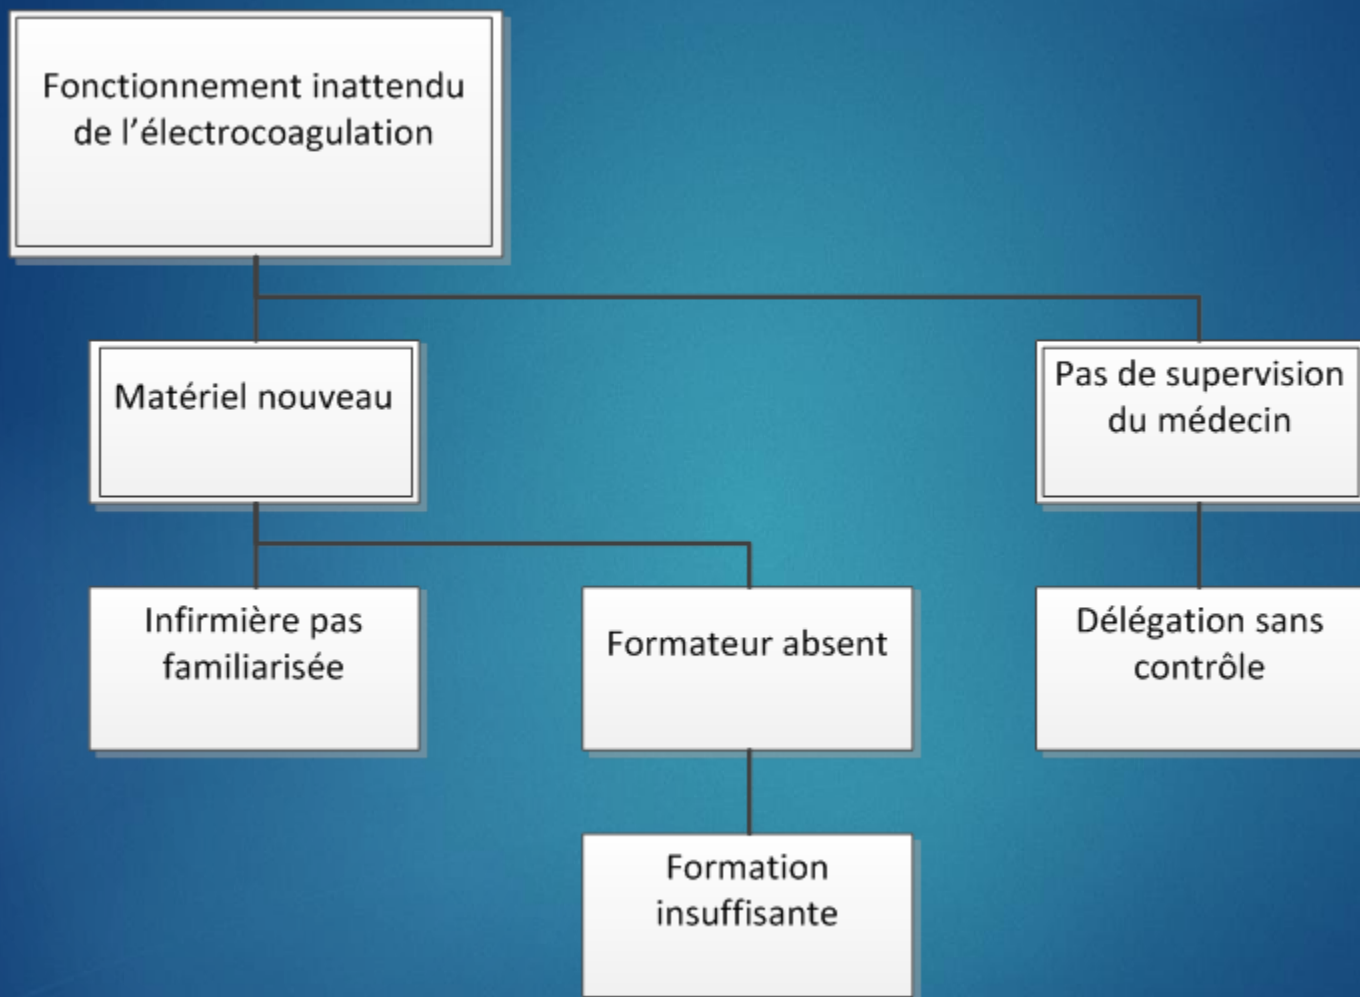 Fonctionnement inattendu
de l'électrocoagulation
Matériel nouveau
Pas de supervision
du médecin
Infirmière pas
familiarisée
Formateur absent
Délégation sans
contrôle
Formation
insuffisante